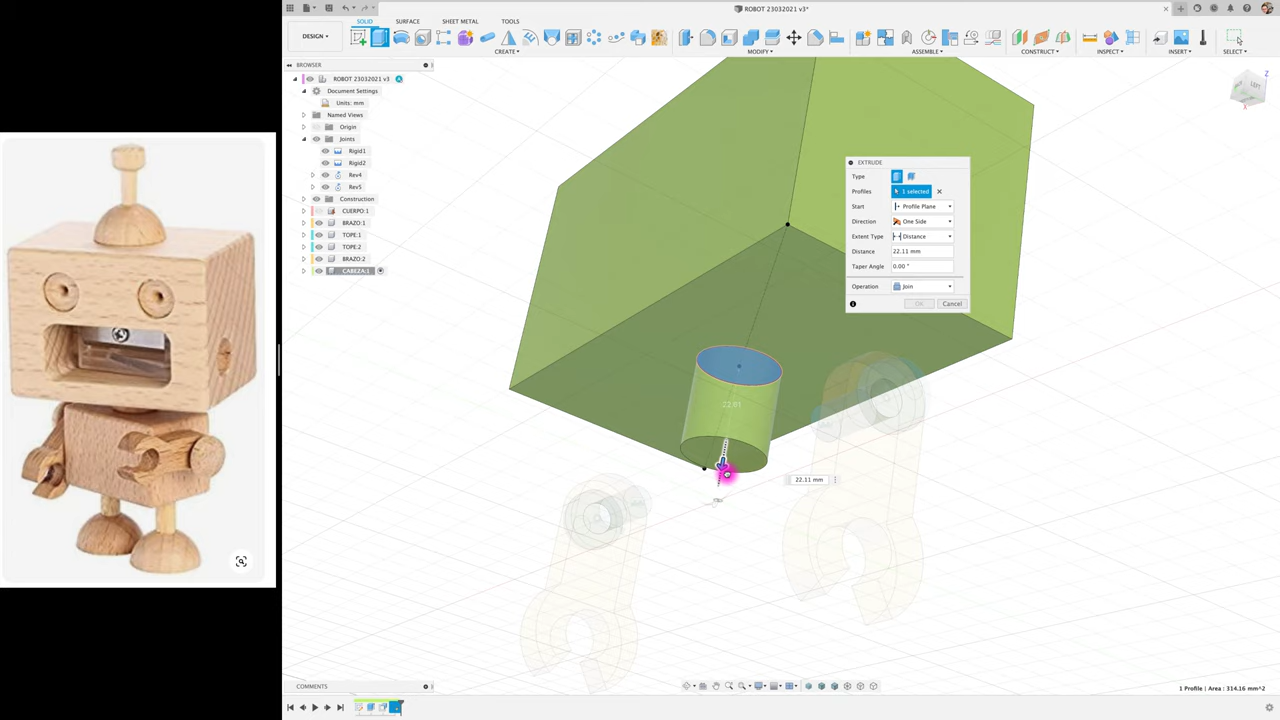 ROBOT 23032021 v3*
SOLID SURFACE SHEET METAL TOOLS
DESIGN
CREATE MODIFY ASSEMBLE CONSTRUCT INSPECT INSERT SELECT
BROWSER
ROBOT 23032021 v3
Document Settings
Units: mm
Named Views
Origin
Joints
Rigid1
Rigid2
Rev4
Rev5
Construction
CUERPO:1
BRAZO:1
TOPE:1
TOPE:2
BRAZO:2
CABEZA:1
EXTRUDE
Type
Profiles 1 selected
Start Profile Plane
Direction One Side
Extent Type Distance
Distance 22.11 mm
Taper Angle 0.00 °
Operation Join
OK Cancel
LEFT
Z
X
22.11 mm
COMMENTS
1 Profile | Area : 314.16 mm^2